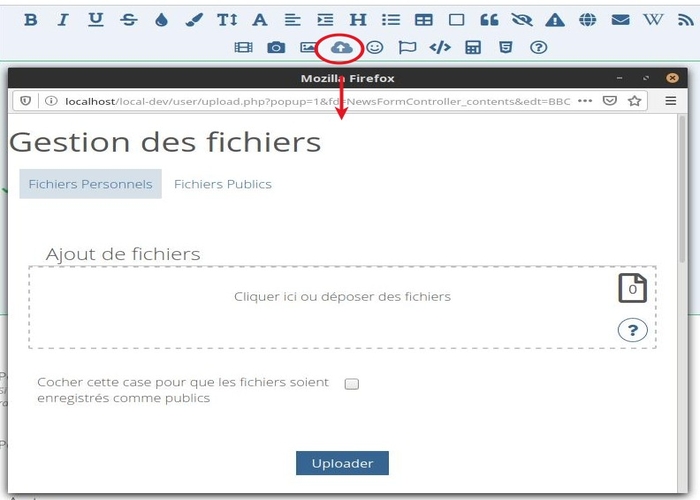 Mozilla Firefox
localhost/local-dev/user/upload.php?popup=1&fd=NewsFormController_contents&edt=BBC
Gestion des fichiers
Fichiers Personnels Fichiers Publics
Ajout de fichiers
0
Cliquer ici ou déposer des fichiers
?
Cocher cette case pour que les fichiers soient
enregistrés comme publics
Uploader